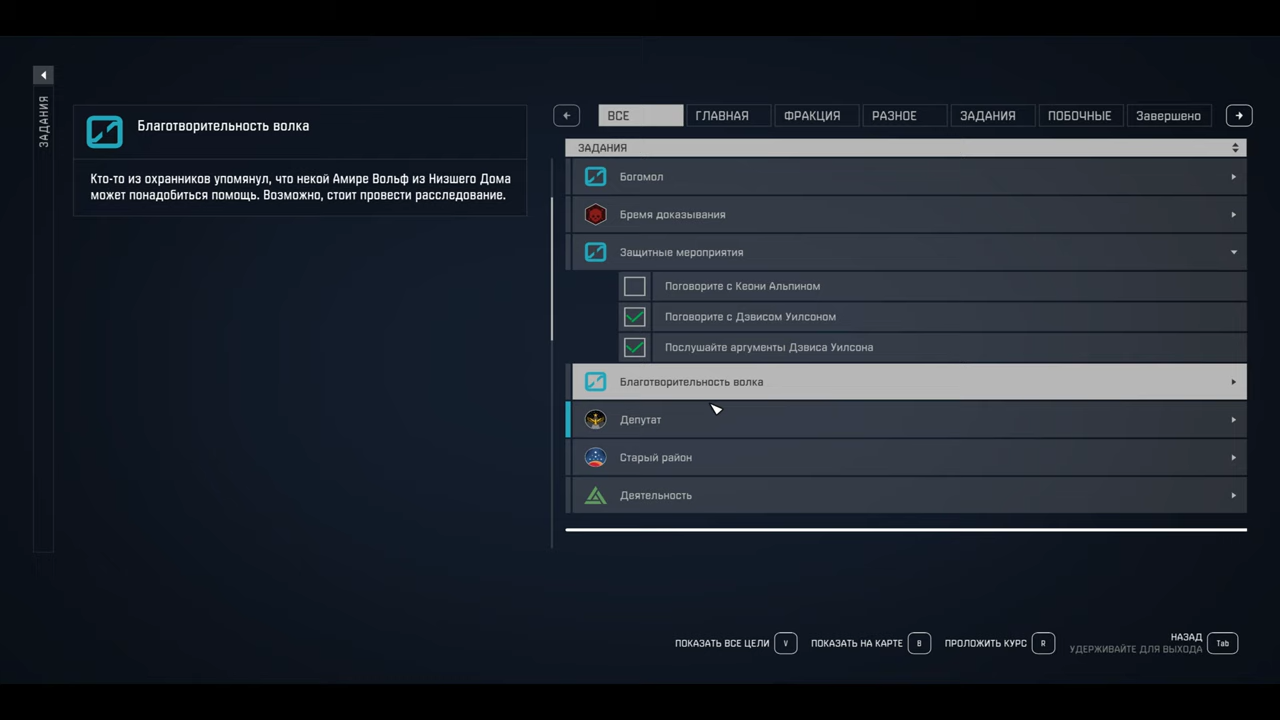 ЗАДАНИЯ
Благотворительность волка
Кто-то из охранников упомянул, что некой Амире Вольф из Низшего Дома
может понадобиться помощь. Возможно, стоит провести расследование.
ВСЕ
ГЛАВНАЯ
ФРАКЦИЯ
РАЗНОЕ
ЗАДАНИЯ
ПОБОЧНЫЕ
Завершено
ЗАДАНИЯ
Богомол
Бремя доказывания
Защитные мероприятия
Поговорите с Кеони Альпином
Поговорите с Дэвисом Уилсоном
Послушайте аргументы Дэвиса Уилсона
Благотворительность волка
Депутат
Старый район
Деятельность
ПОКАЗАТЬ ВСЕ ЦЕЛИ V
ПОКАЗАТЬ НА КАРТЕ B
ПРОЛОЖИТЬ КУРС R
НАЗАД
УДЕРЖИВАЙТЕ ДЛЯ ВЫХОДА
Tab